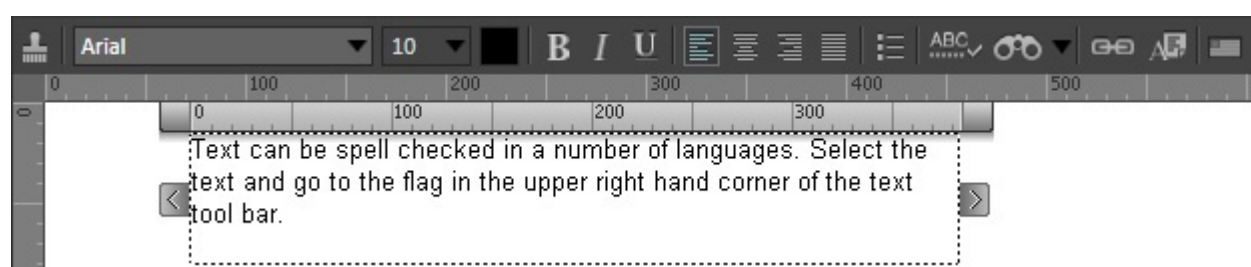 Arial 10 B I U ABC
0 100 200 300 400 500
0 100 200 300
0
Text can be spell checked in a number of languages. Select the
text and go to the flag in the upper right hand corner of the text
tool bar.